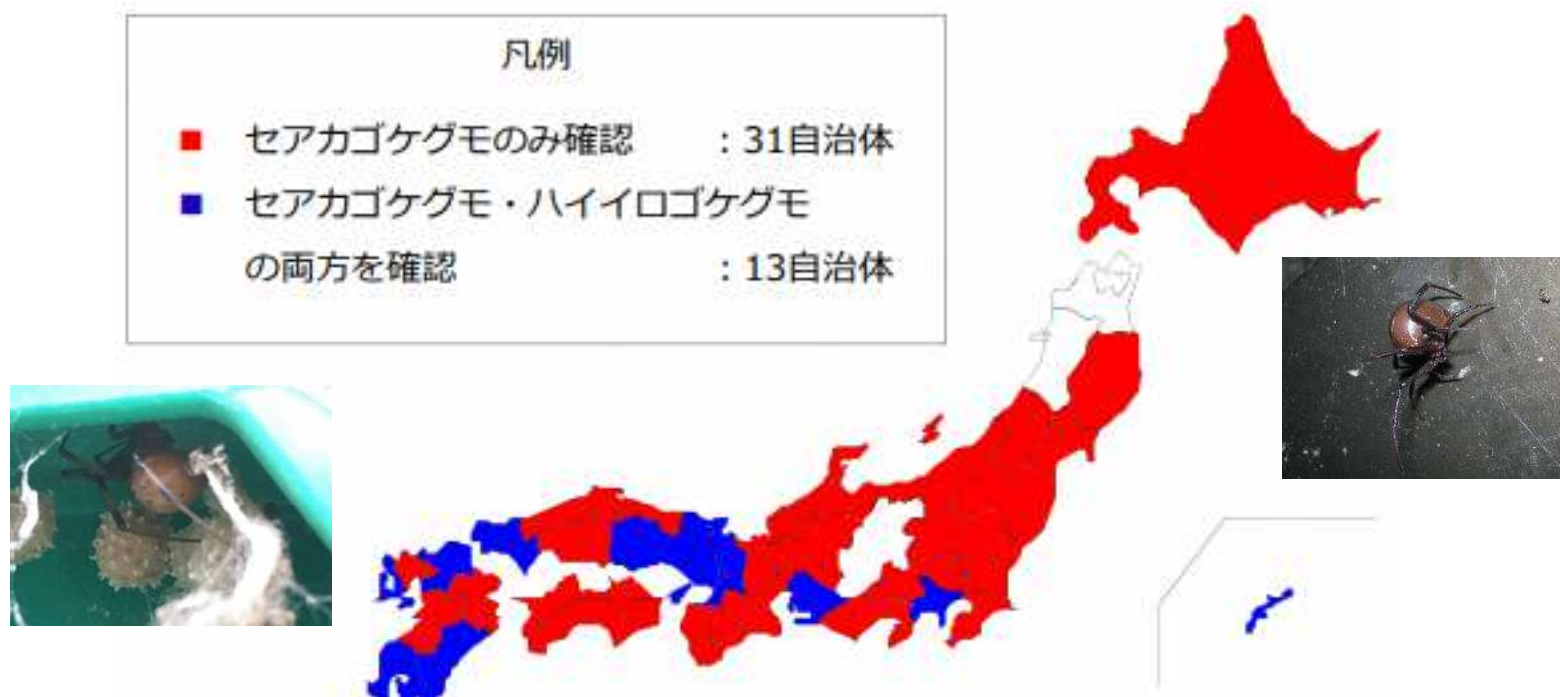 凡例
セアカゴケグモのみ確認 : 31自治体
セアカゴケグモ・ハイイロゴケグモ
の両方を確認 : 13自治体